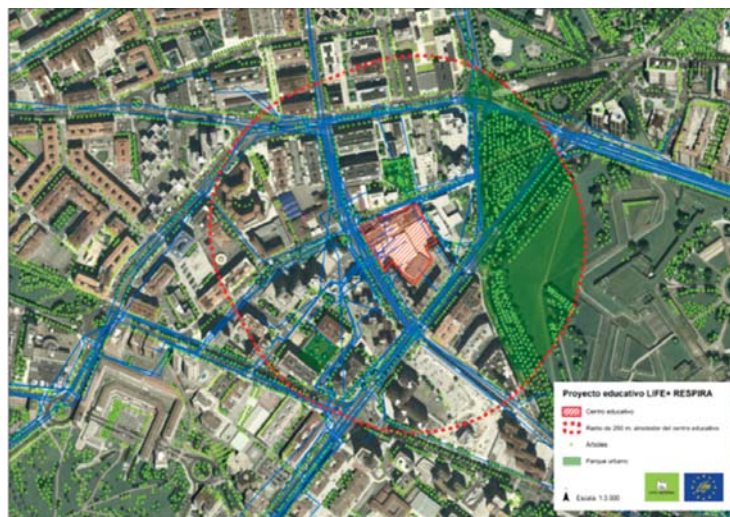 Proyecto educativo LIFE+ RESPIRA
Centro educativo
Radio de 250 m. alrededor del centro educativo
Árboles
Parque urbano
Escala 1:3.000